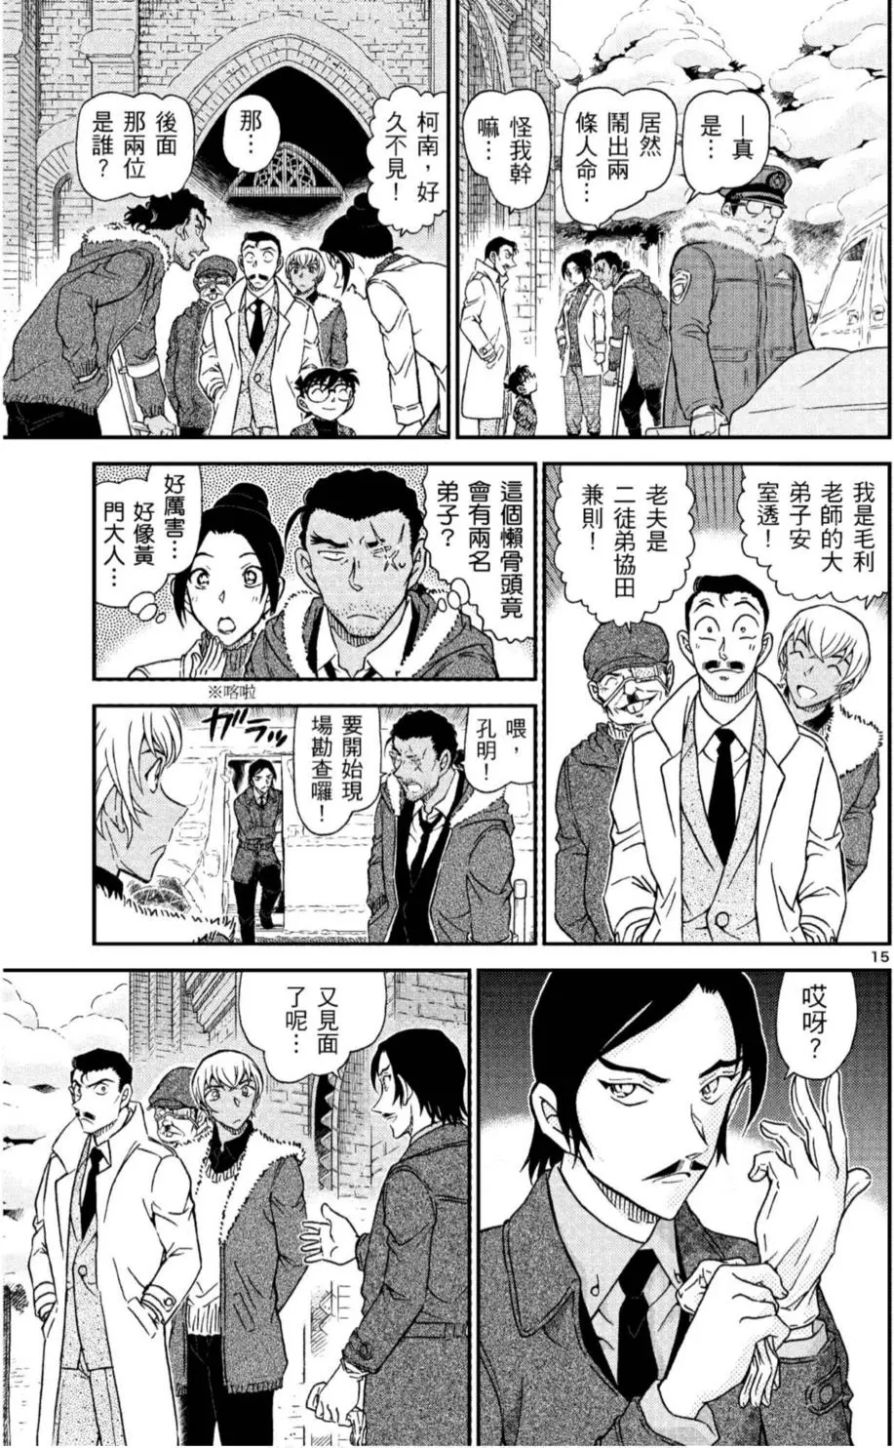 真
是…
居然
鬧出兩
條人命…
怪我幹
嘛…
柯南，好
久不見！
那…
後面
那兩位
是誰？
我是毛利
老師的大
弟子安
室透！
老夫是
二徒弟協田
兼則！
這個懶骨頭竟
會有兩名
弟子？
好厲害…
好像黃
門大人…
喂，
孔明！
要開始現
場勘查囉！
※喀啦
ガラッ
15
哎呀？
又見面
了呢…